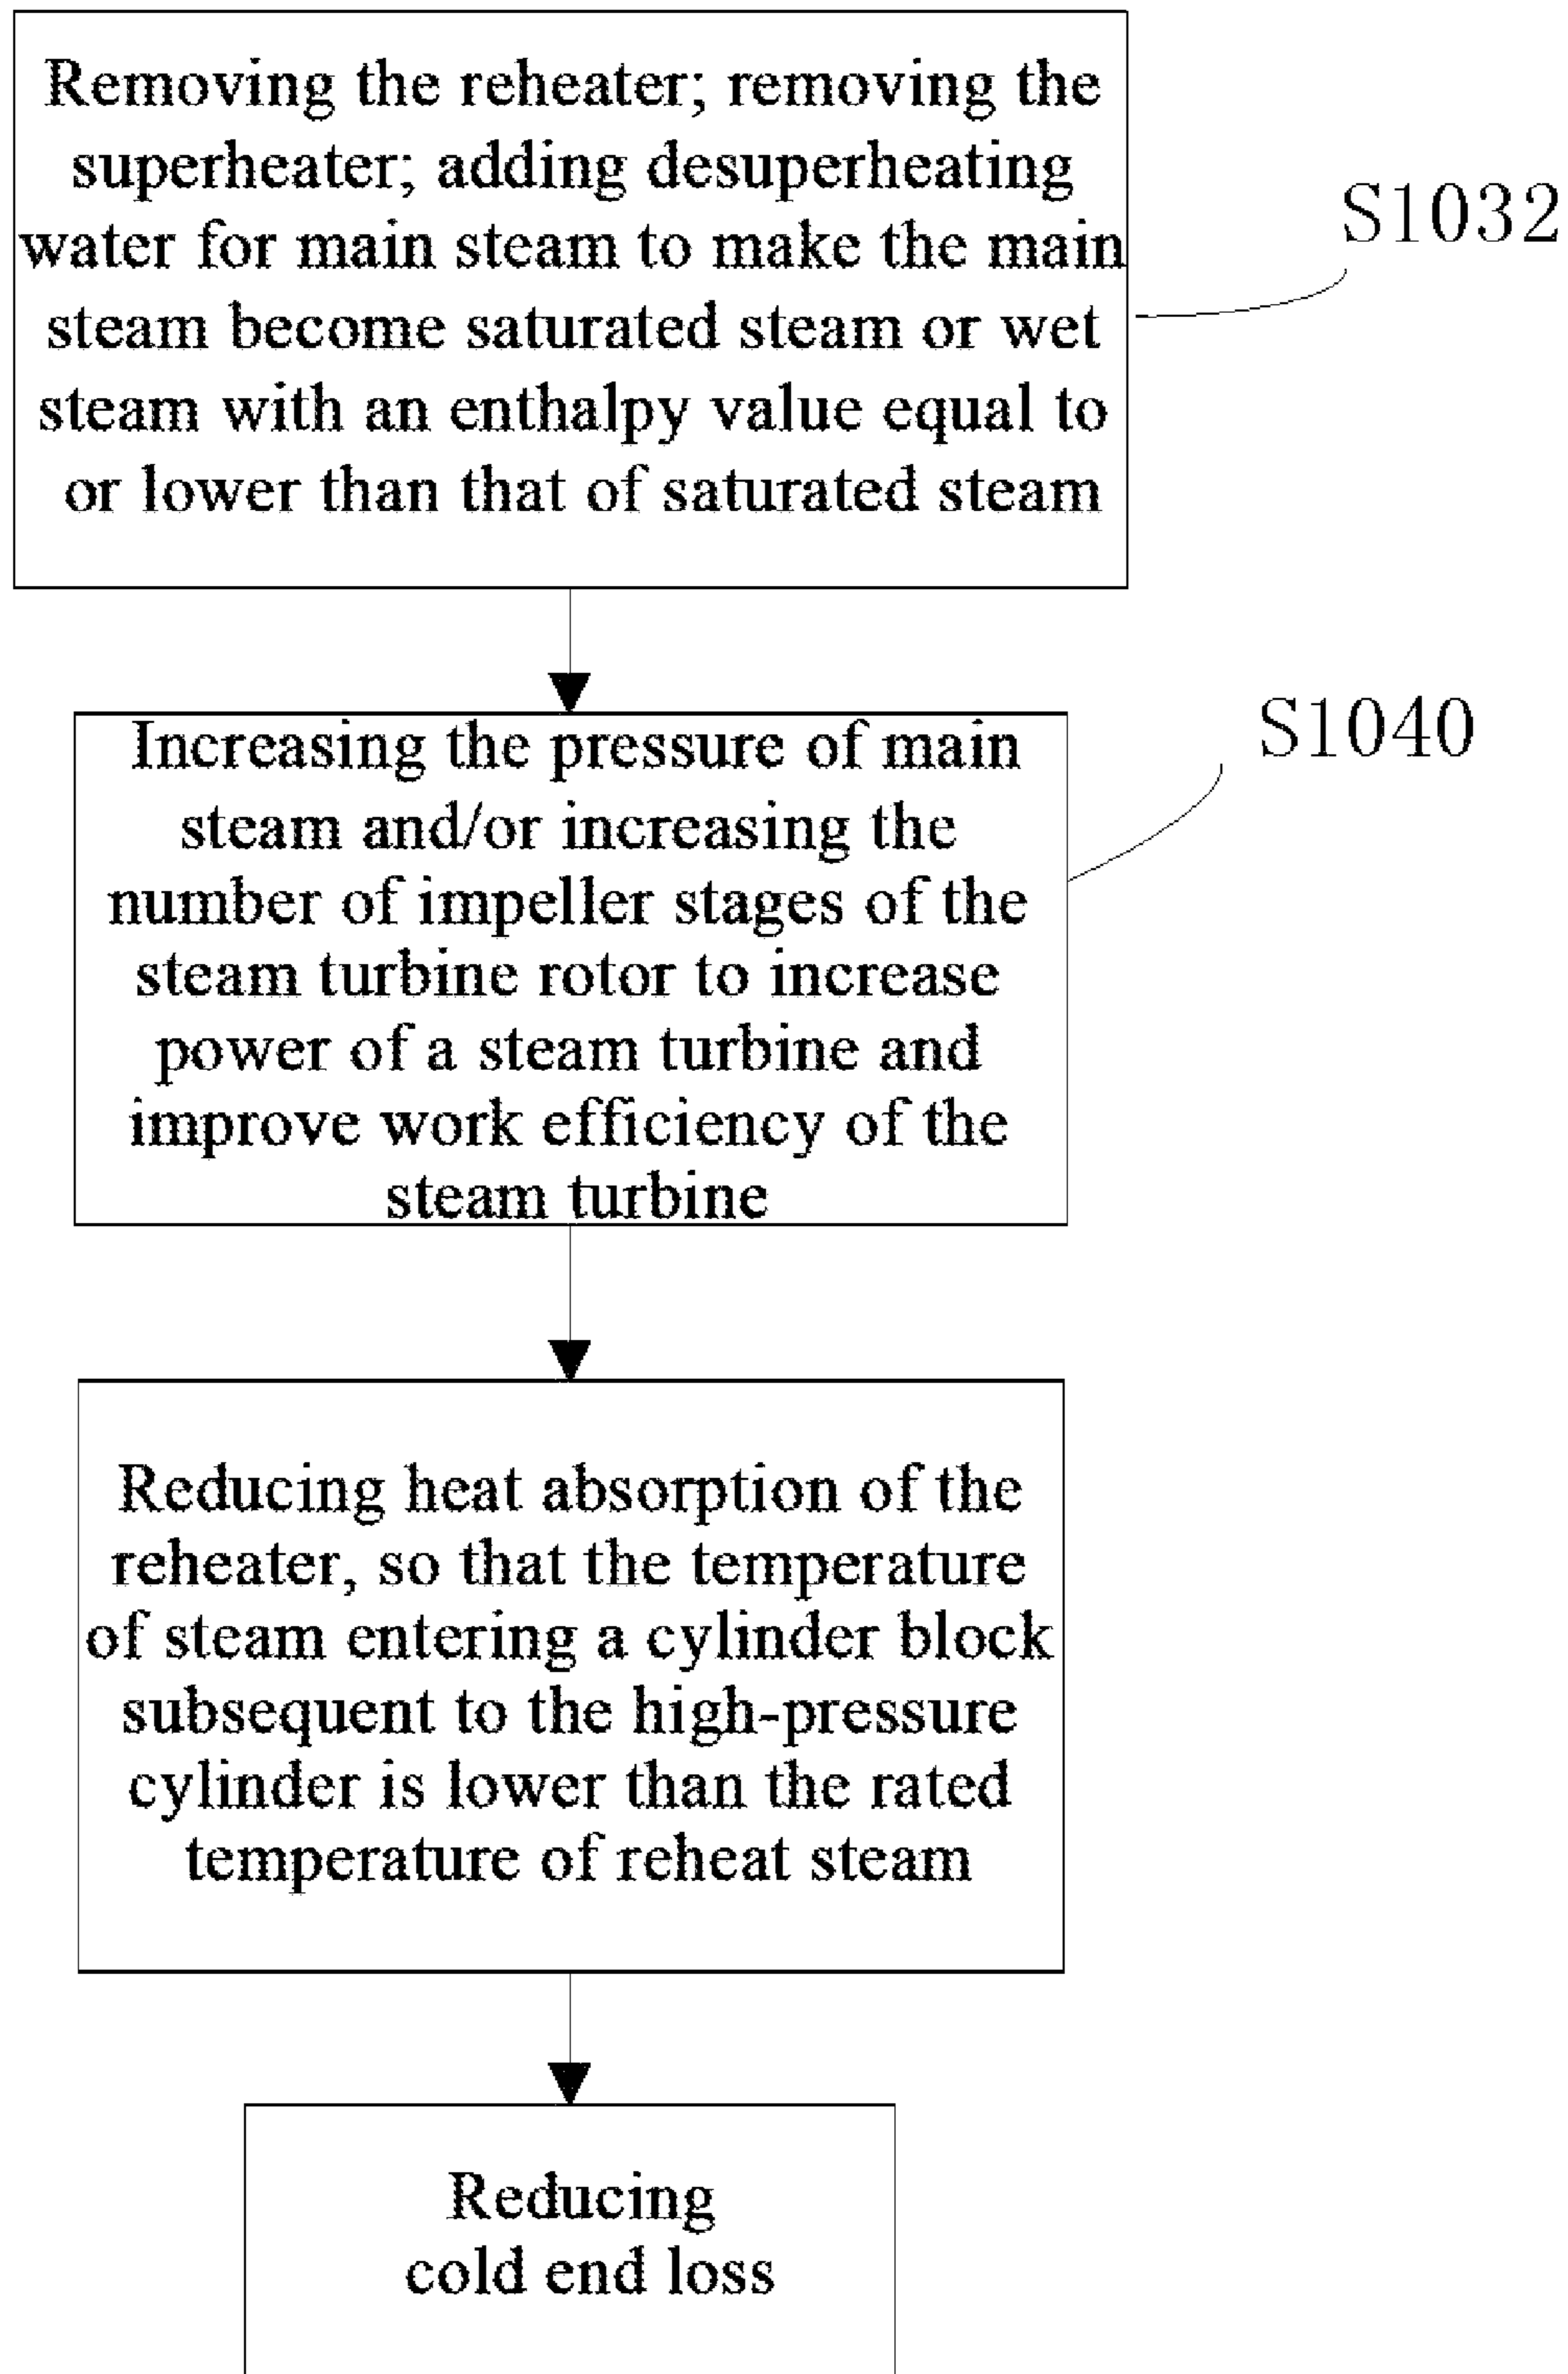 Removing the reheater; removing the
superheater; adding desuperheating
water for main steam to make the main
steam become saturated steam or wet
steam with an enthalpy value equal to
or lower than that of saturated steam
S1032
Increasing the pressure of main
steam and/or increasing the
number of impeller stages of the
steam turbine rotor to increase
power of a steam turbine and
improve work efficiency of the
steam turbine
S1040
Reducing heat absorption of the
reheater, so that the temperature
of steam entering a cylinder block
subsequent to the high-pressure
cylinder is lower than the rated
temperature of reheat steam
Reducing
cold end loss